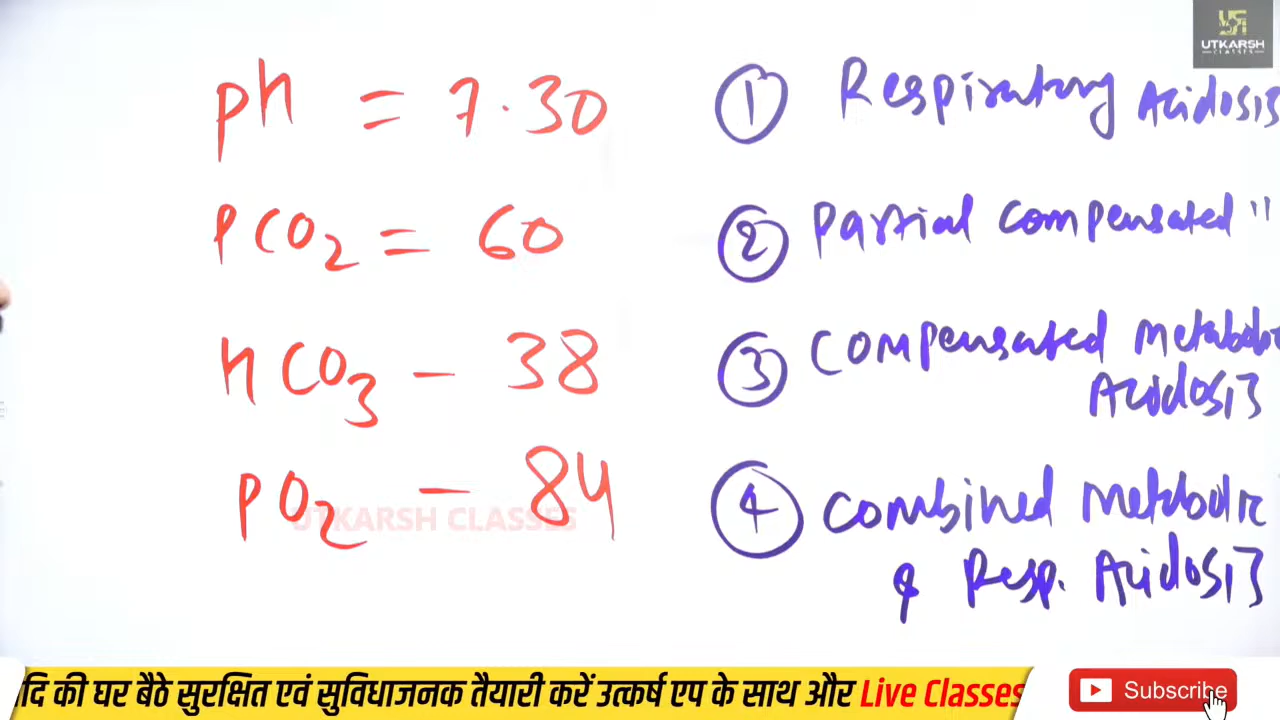 UTKARSH
CLASSES
ph = 7.30
PCO2 = 60
HCO3 - 38
PO2 - 84
① Respiratory Acidosis
② Partial compensated "
③ Compensated Metabolic
Acidosis
④ Combined Metabolic
& Resp. Acidosis
UTKARSH CLASSES
दि की घर बैठे सुरक्षित एवं सुविधाजनक तैयारी करें उत्कर्ष एप के साथ और Live Classes
Subscribe